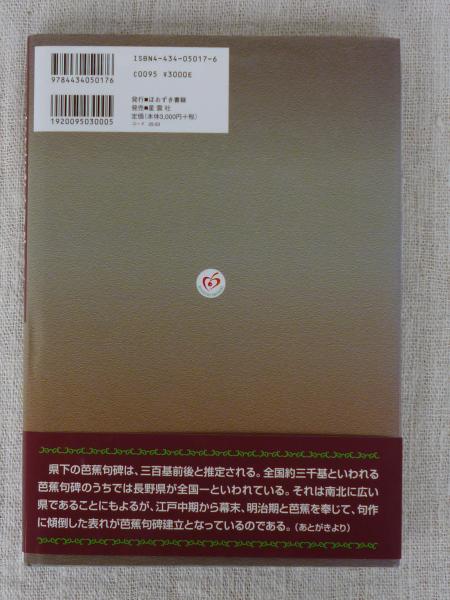 ISBN4-434-05017-6
C0095 ¥3000E
9784434050176
1920095030005
発行■ほおずき書籍
発売■星雲社
定価(本体3,000円+税)
県下の芭蕉句碑は、三百基前後と推定される。全国約三千基といわれる
芭蕉句碑のうちでは長野県が全国一といわれている。それは南北に広い
県であることにもよるが、江戸中期から幕末、明治期と芭蕉を奉じて、句作
に傾倒した表れが芭蕉句碑建立となっているのである。(あとがきより)